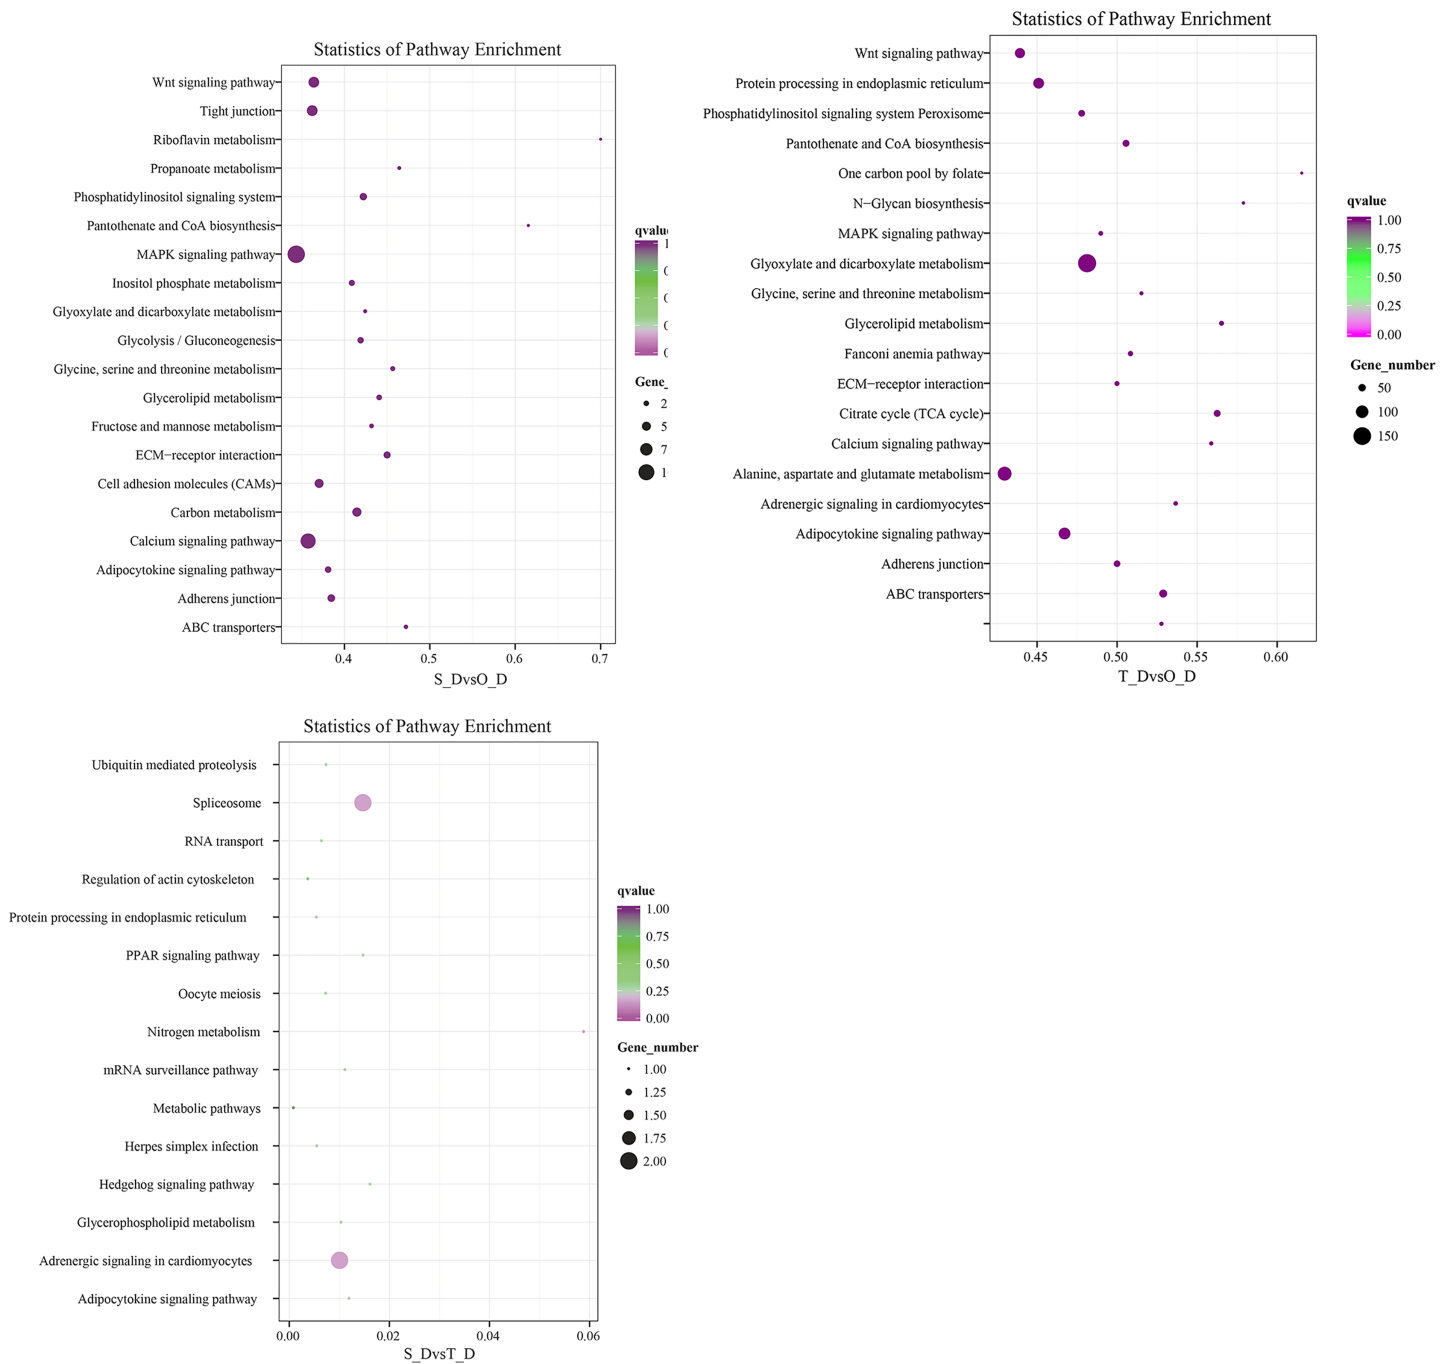 Statistics of Pathway Enrichment
Wnt signaling pathway
Tight junction
Riboflavin metabolism
Propanoate metabolism
Phosphatidylinositol signaling system
Pantothenate and CoA biosynthesis
MAPK signaling pathway
Inositol phosphate metabolism
Glyoxylate and dicarboxylate metabolism
Glycolysis / Gluconeogenesis
Glycine, serine and threonine metabolism
Glycerolipid metabolism
Fructose and mannose metabolism
ECM−receptor interaction
Cell adhesion molecules (CAMs)
Carbon metabolism
Calcium signaling pathway
Adipocytokine signaling pathway
Adherens junction
ABC transporters
0.4 0.5 0.6 0.7
S_DvsO_D
qvalu
Gene_
2
5
7
1
Statistics of Pathway Enrichment
Wnt signaling pathway
Protein processing in endoplasmic reticulum
Phosphatidylinositol signaling system Peroxisome
Pantothenate and CoA biosynthesis
One carbon pool by folate
N−Glycan biosynthesis
MAPK signaling pathway
Glyoxylate and dicarboxylate metabolism
Glycine, serine and threonine metabolism
Glycerolipid metabolism
Fanconi anemia pathway
ECM−receptor interaction
Citrate cycle (TCA cycle)
Calcium signaling pathway
Alanine, aspartate and glutamate metabolism
Adrenergic signaling in cardiomyocytes
Adipocytokine signaling pathway
Adherens junction
ABC transporters
0.45 0.50 0.55 0.60
T_DvsO_D
qvalue
1.00
0.75
0.50
0.25
0.00
Gene_number
50
100
150
Statistics of Pathway Enrichment
Ubiquitin mediated proteolysis
Spliceosome
RNA transport
Regulation of actin cytoskeleton
Protein processing in endoplasmic reticulum
PPAR signaling pathway
Oocyte meiosis
Nitrogen metabolism
mRNA surveillance pathway
Metabolic pathways
Herpes simplex infection
Hedgehog signaling pathway
Glycerophospholipid metabolism
Adrenergic signaling in cardiomyocytes
Adipocytokine signaling pathway
0.00 0.02 0.04 0.06
S_DvsT_D
qvalue
1.00
0.75
0.50
0.25
0.00
Gene_number
1.00
1.25
1.50
1.75
2.00